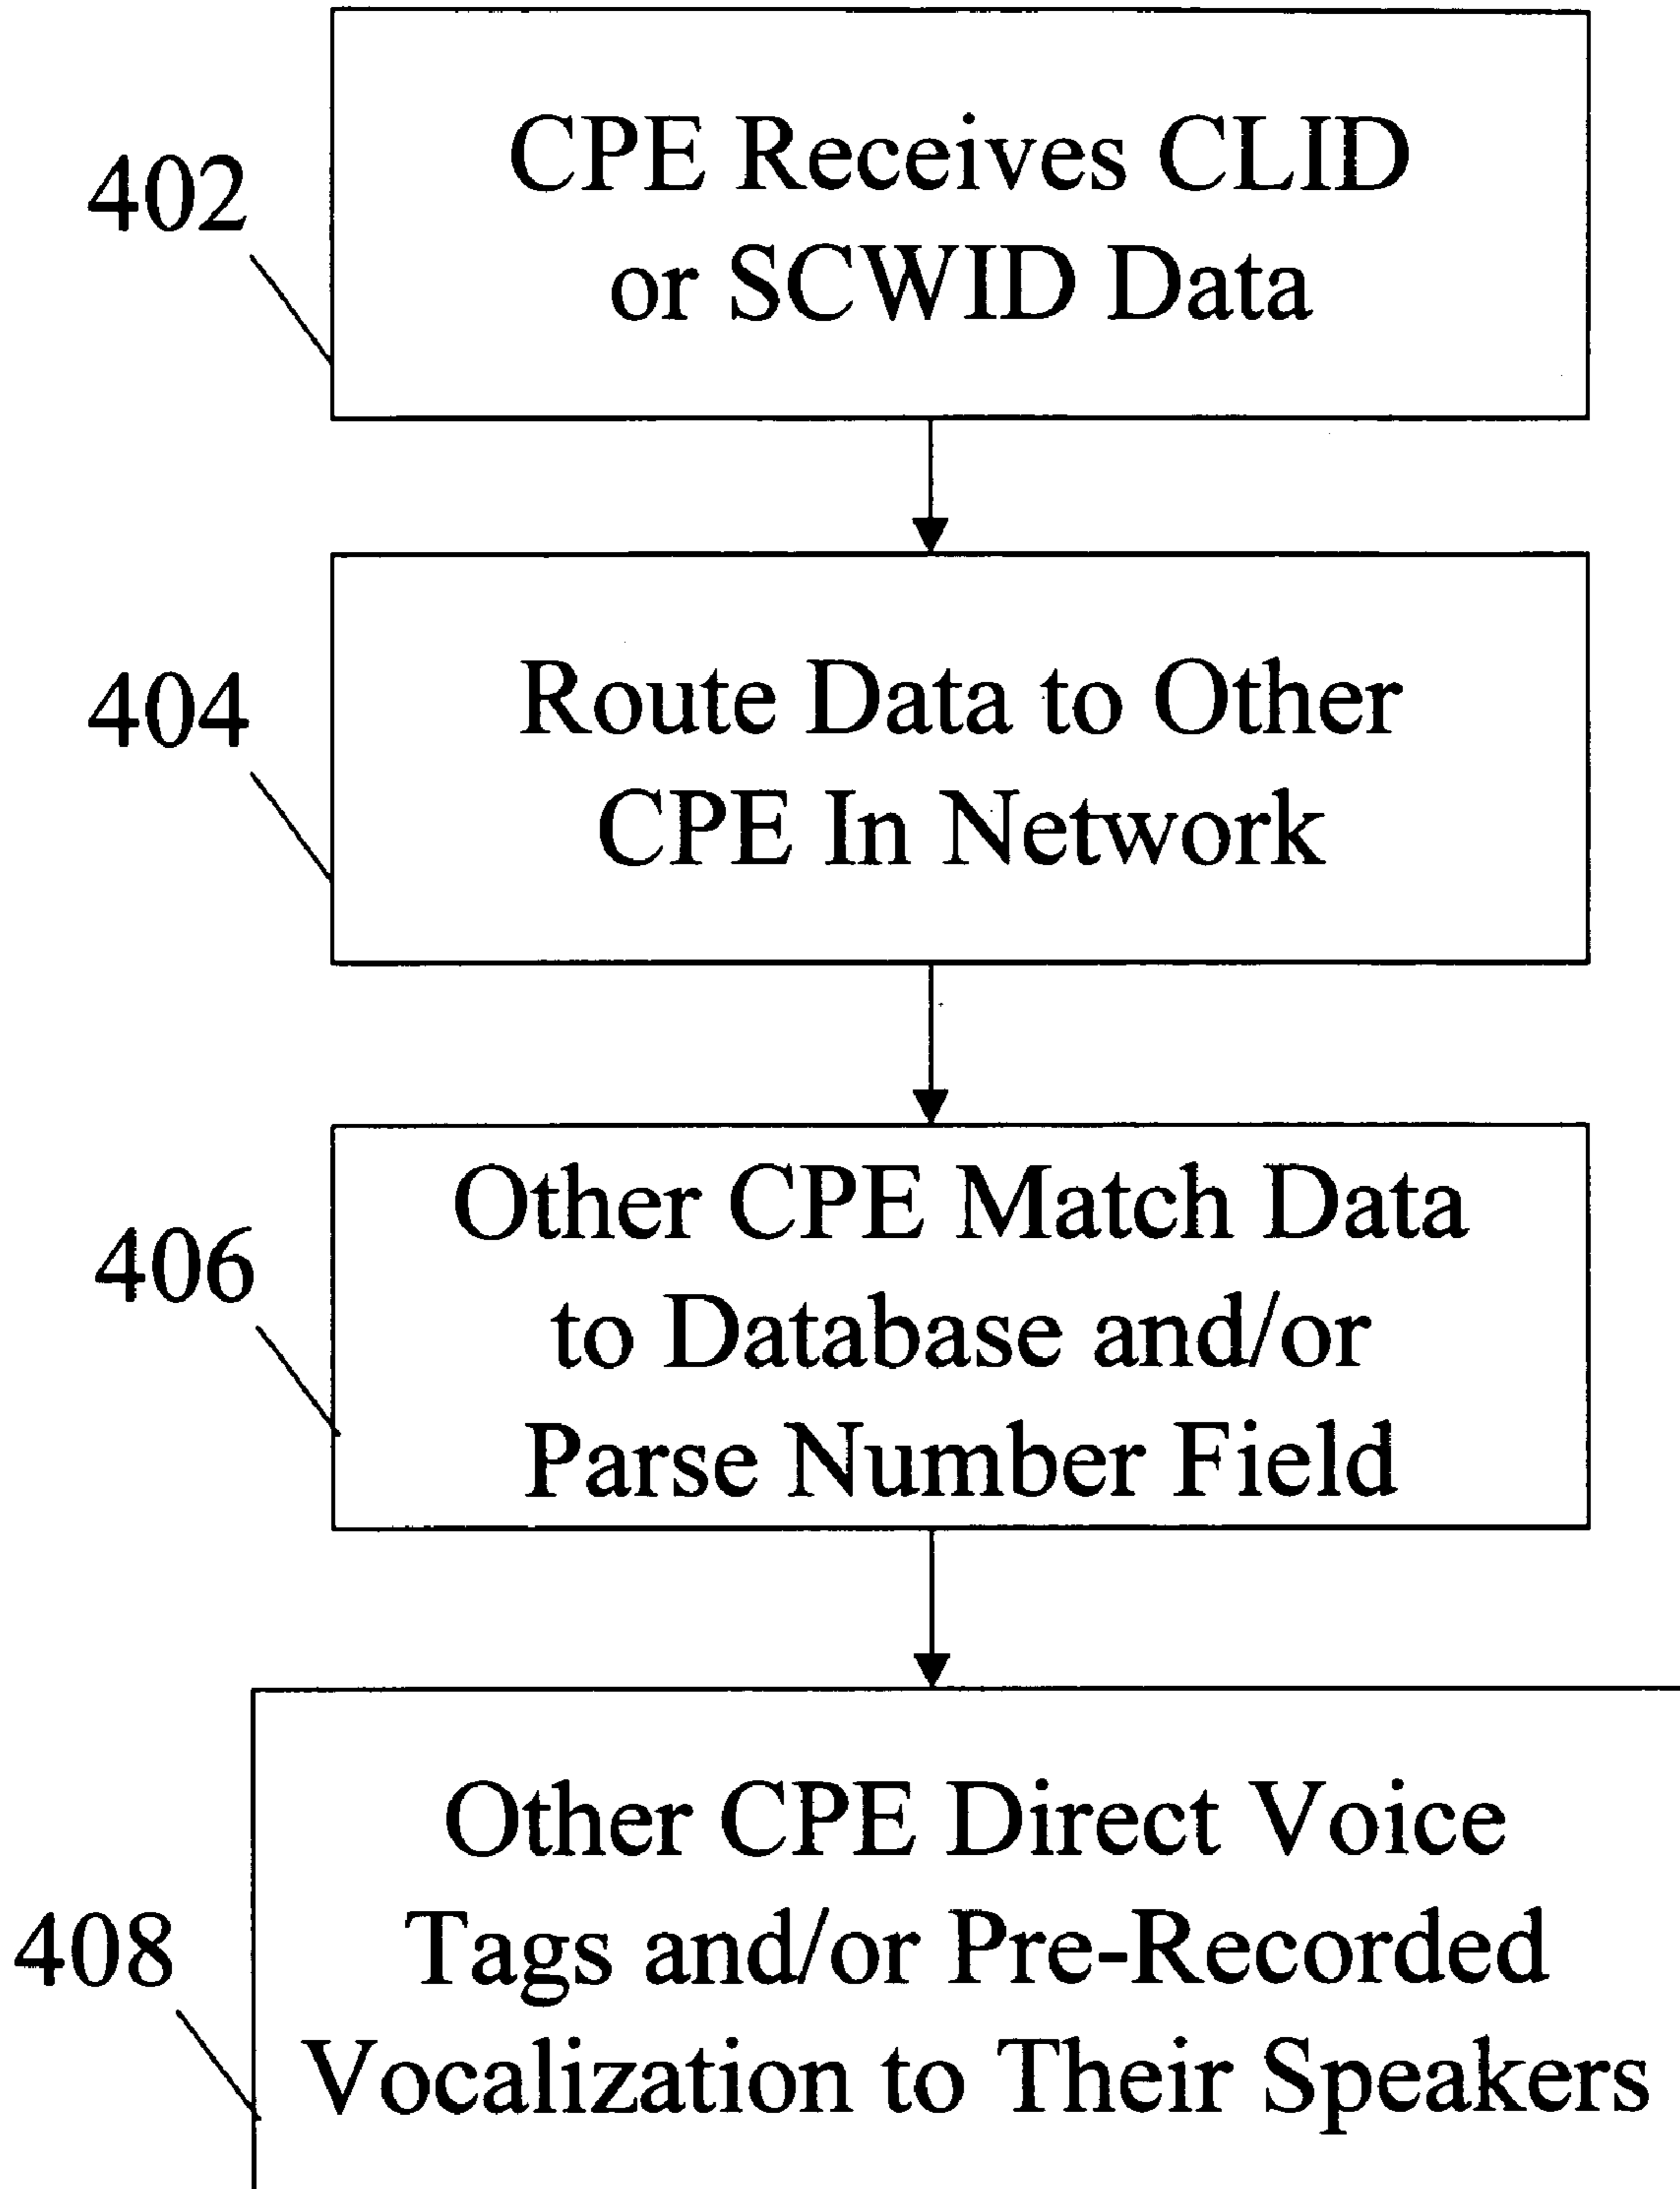 402
CPE Receives CLID
or SCWID Data
404
Route Data to Other
CPE In Network
406
Other CPE Match Data
to Database and/or
Parse Number Field
408
Other CPE Direct Voice
Tags and/or Pre-Recorded
Vocalization to Their Speakers